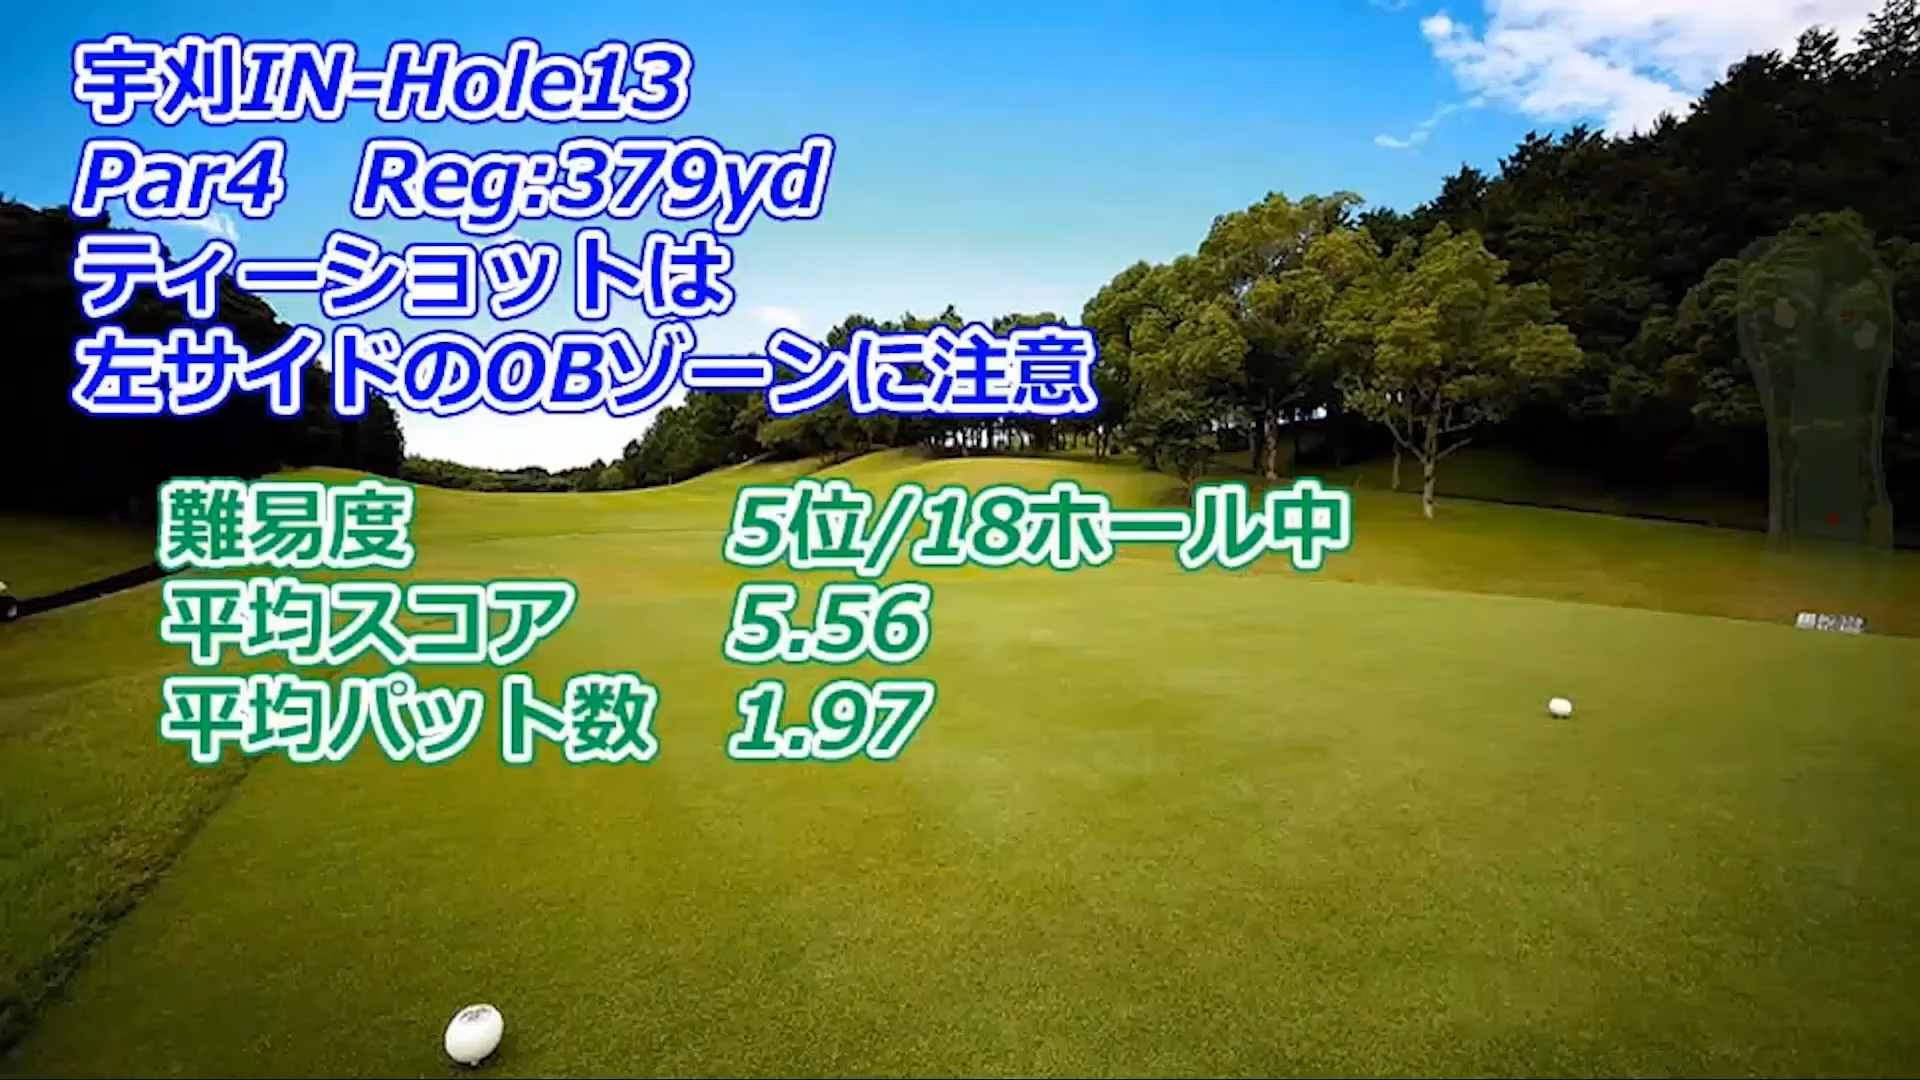 宇刈IN-Hole13
Par4 Reg:379yd
ティーショットは
左サイドのOBゾーンに注意
難易度 5位/18ホール中
平均スコア 5.56
平均パット数 1.97